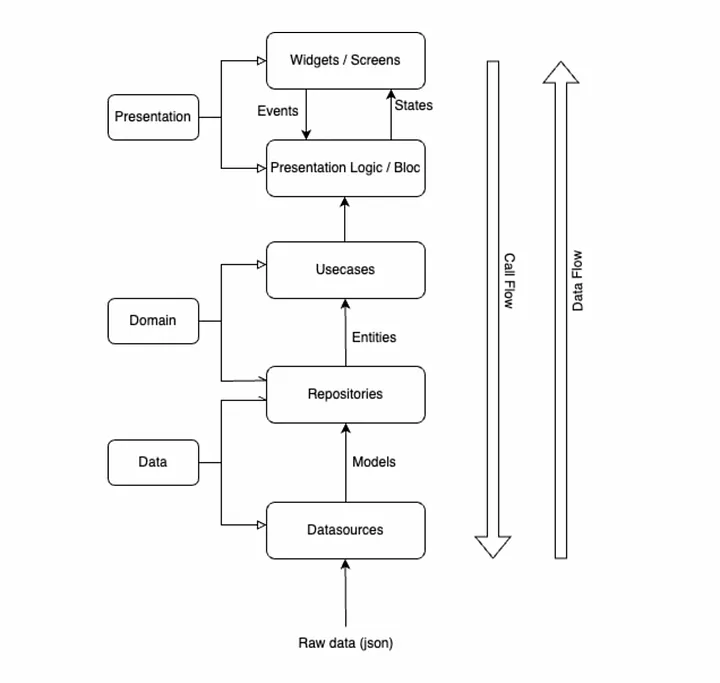 Widgets / Screens
Presentation
Events
States
Presentation Logic / Bloc
Usecases
Domain
Entities
Repositories
Data
Models
Datasources
Raw data (json)
Call Flow
Data Flow